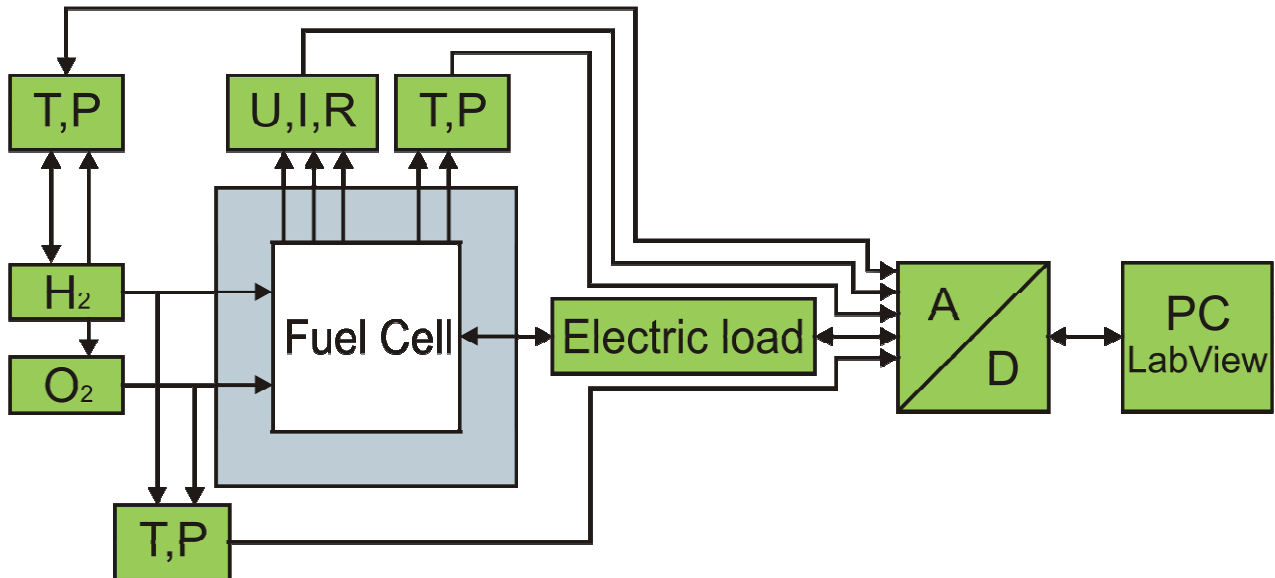 T,P
U,I,R
T,P
H₂
O₂
Fuel Cell
Electric load
A
D
PC
LabView
T,P